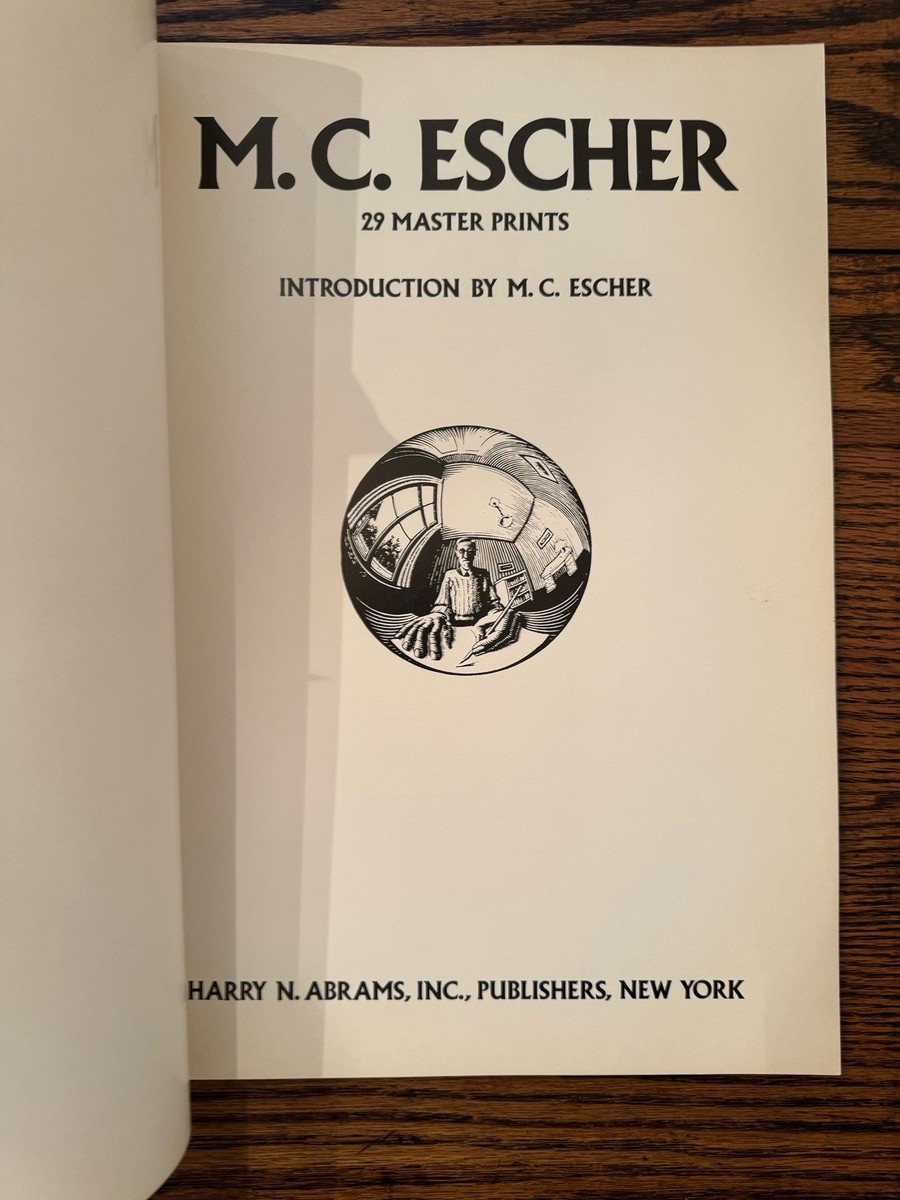 M. C. ESCHER
29 MASTER PRINTS
INTRODUCTION BY M. C. ESCHER
HARRY N. ABRAMS, INC., PUBLISHERS, NEW YORK